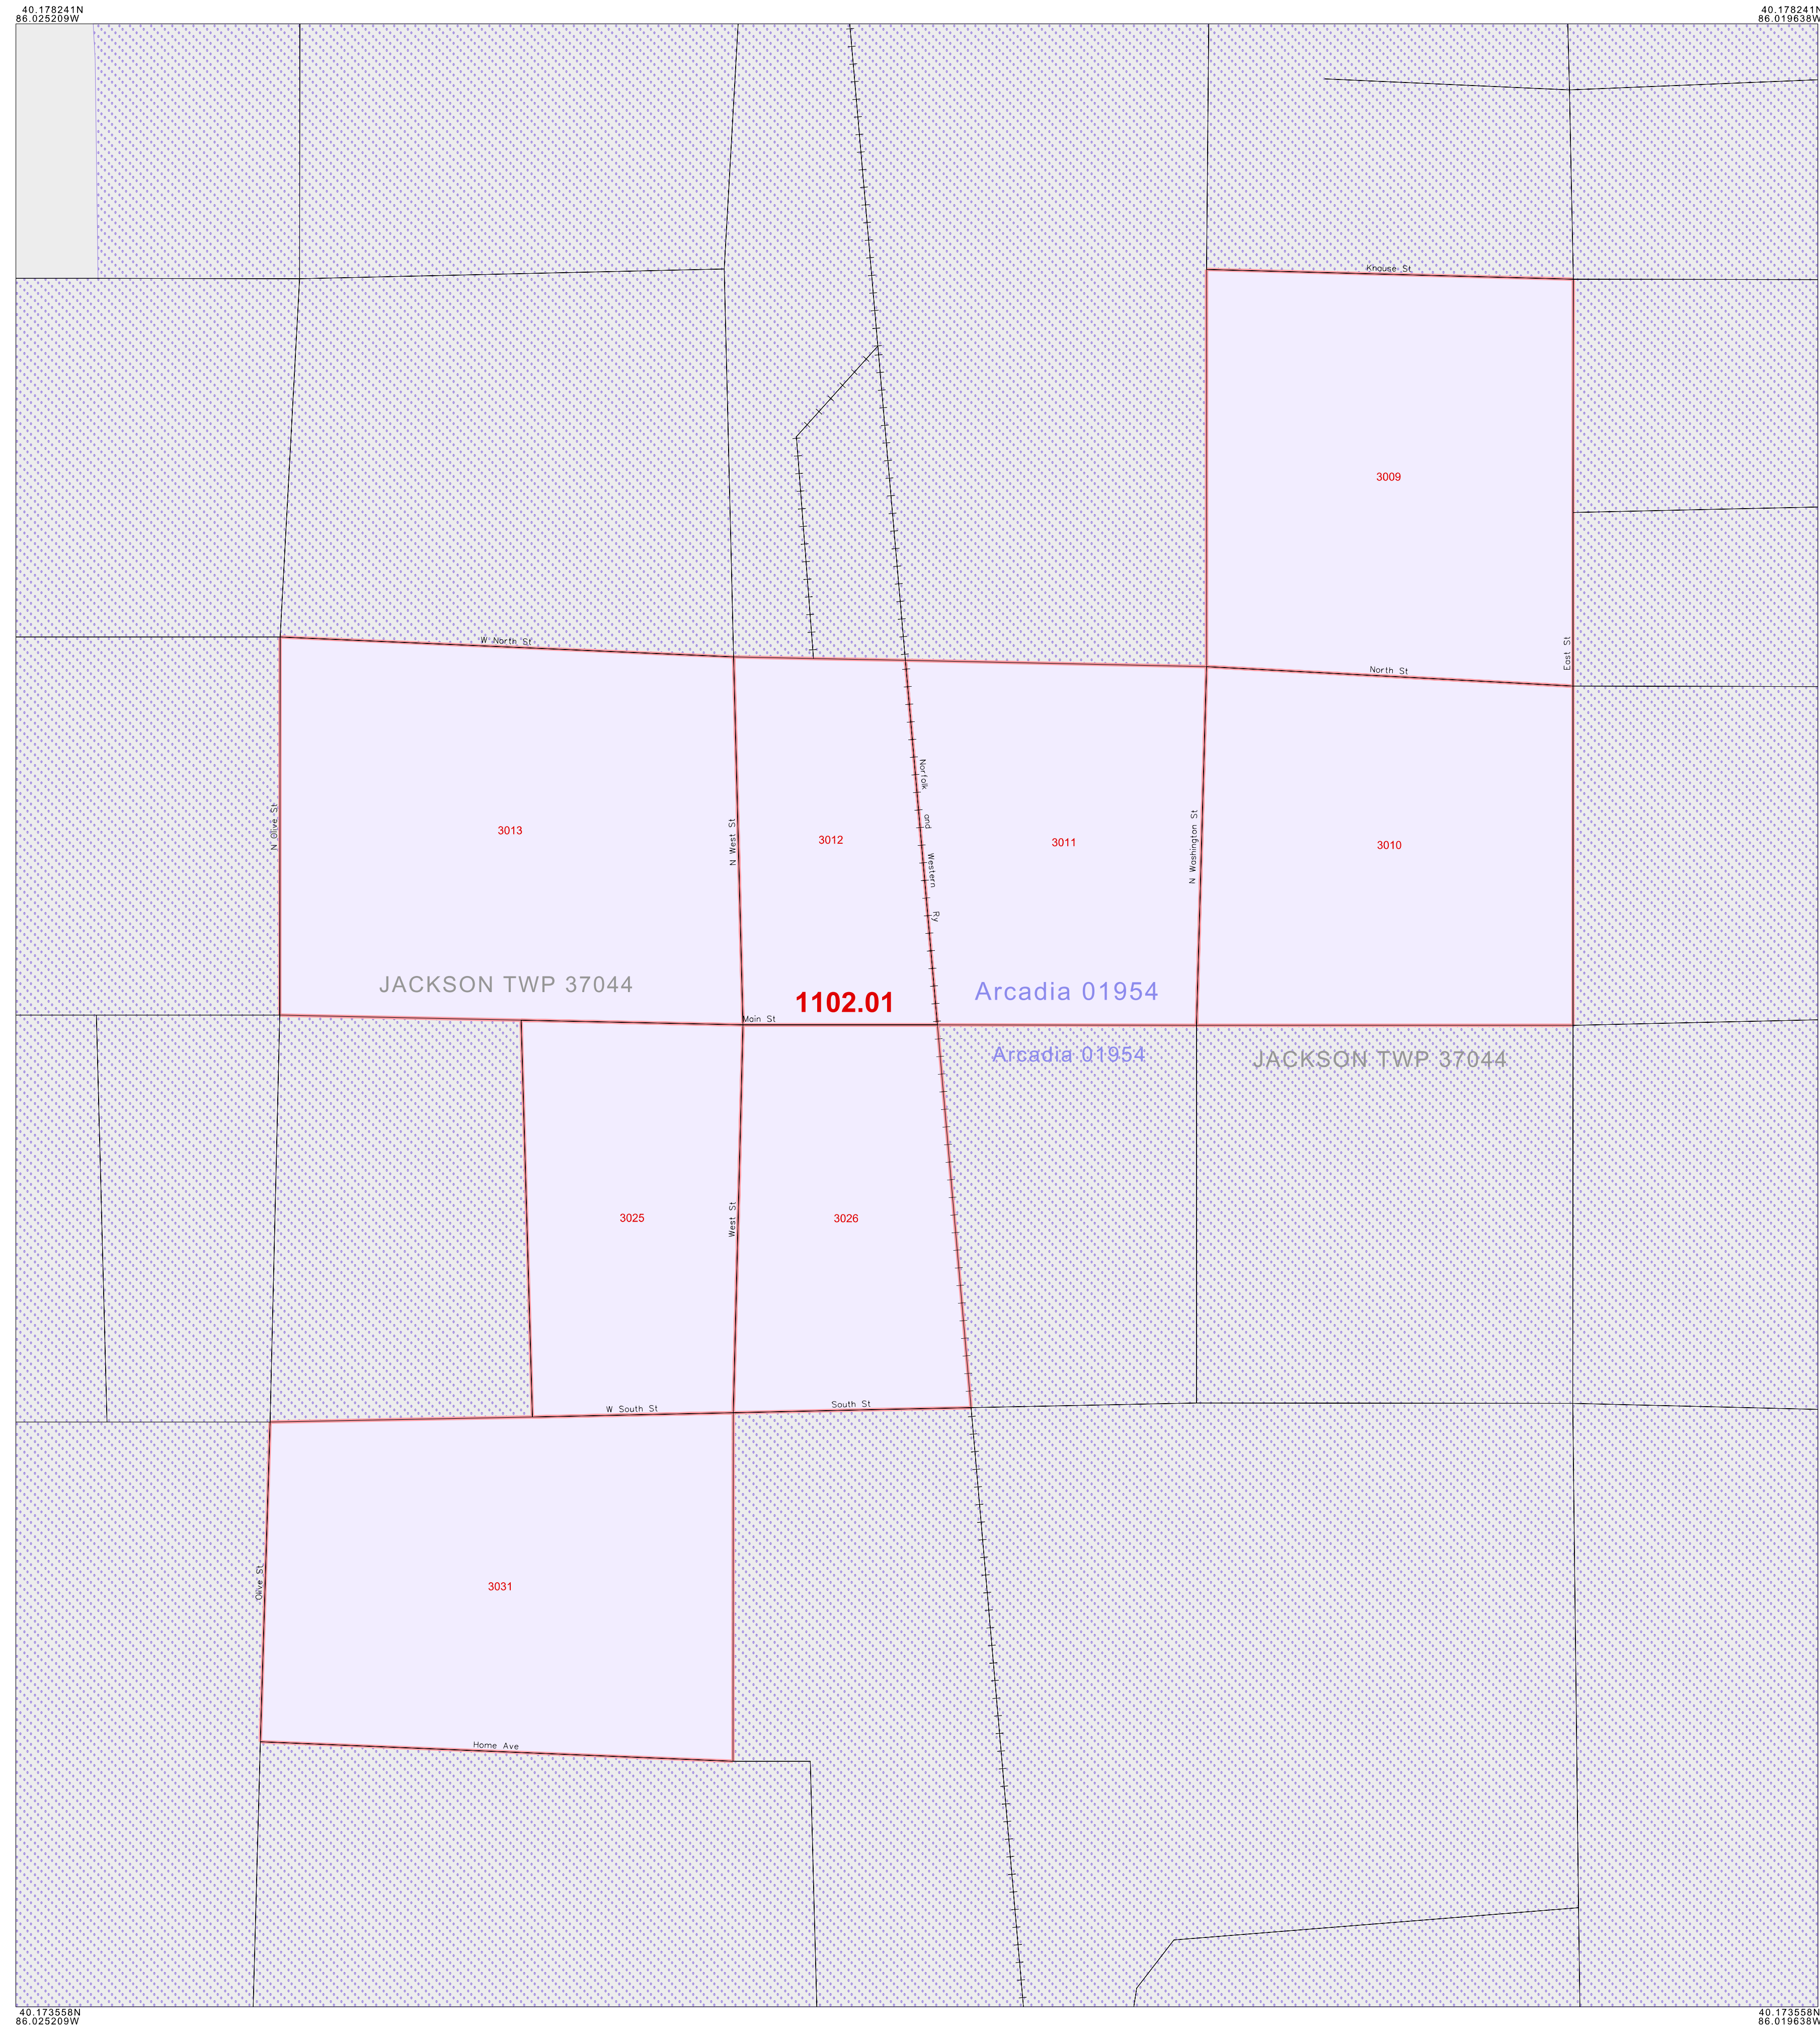 40.178241N
86.025209W
40.178241N
86.019638W
Knouse St
3009
W North St
North St
East St
N Olive St
3013
N West St
3012
Norfolk and Western Ry
3011
N Washington St
3010
JACKSON TWP 37044
1102.01
Arcadia 01954
Main St
Arcadia 01954
JACKSON TWP 37044
3025
West St
3026
W South St
South St
Olive St
3031
Home Ave
40.173558N
86.025209W
40.173558N
86.019638W